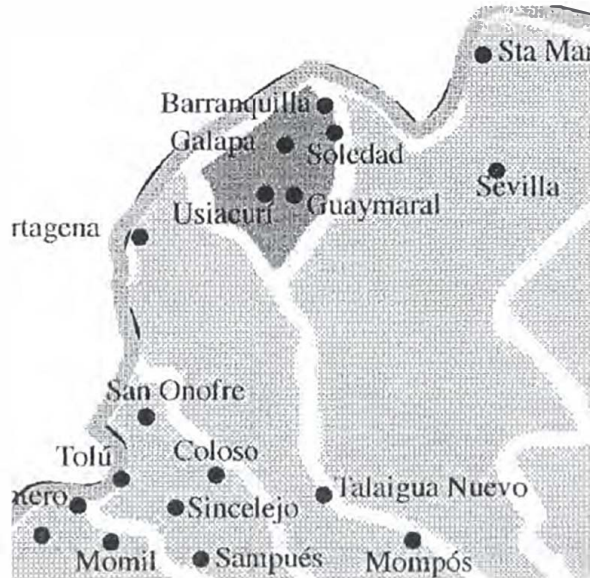 Sta Mar
Barranquilla
Galapa
Soledad
Sevilla
Usiacurí
Guaymaral
rtagena
San Onofre
Coloso
Tolú
ntero
Talaigua Nuevo
Sincelejo
Momil
Sampués
Mompós